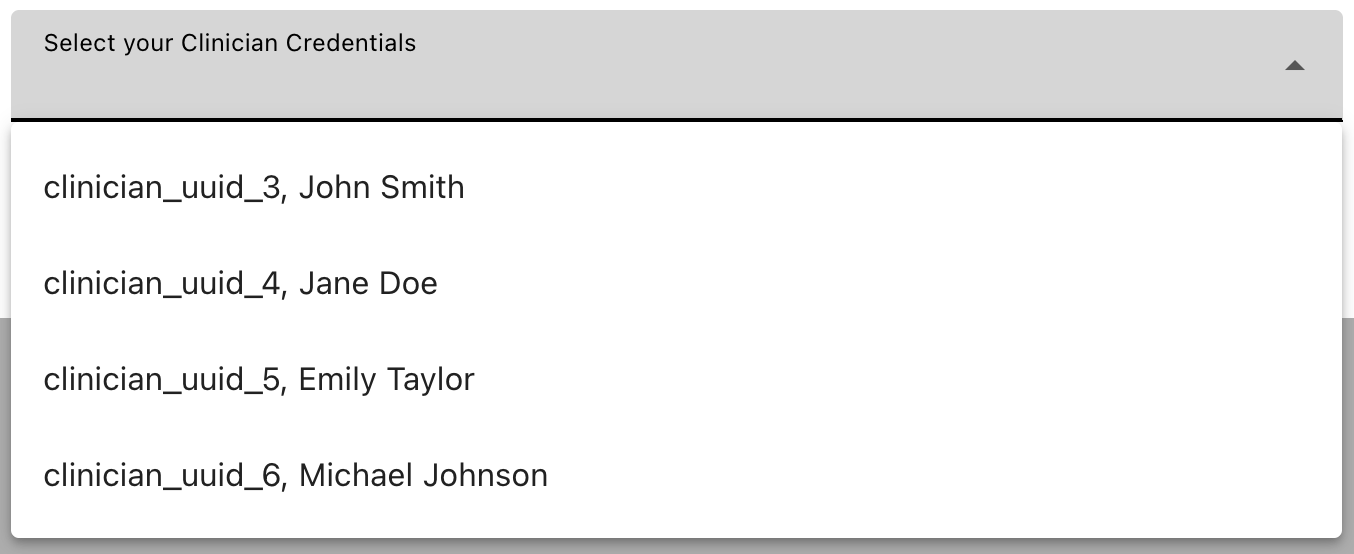 Select your Clinician Credentials
clinician_uuid_3, John Smith
clinician_uuid_4, Jane Doe
clinician_uuid_5, Emily Taylor
clinician_uuid_6, Michael Johnson